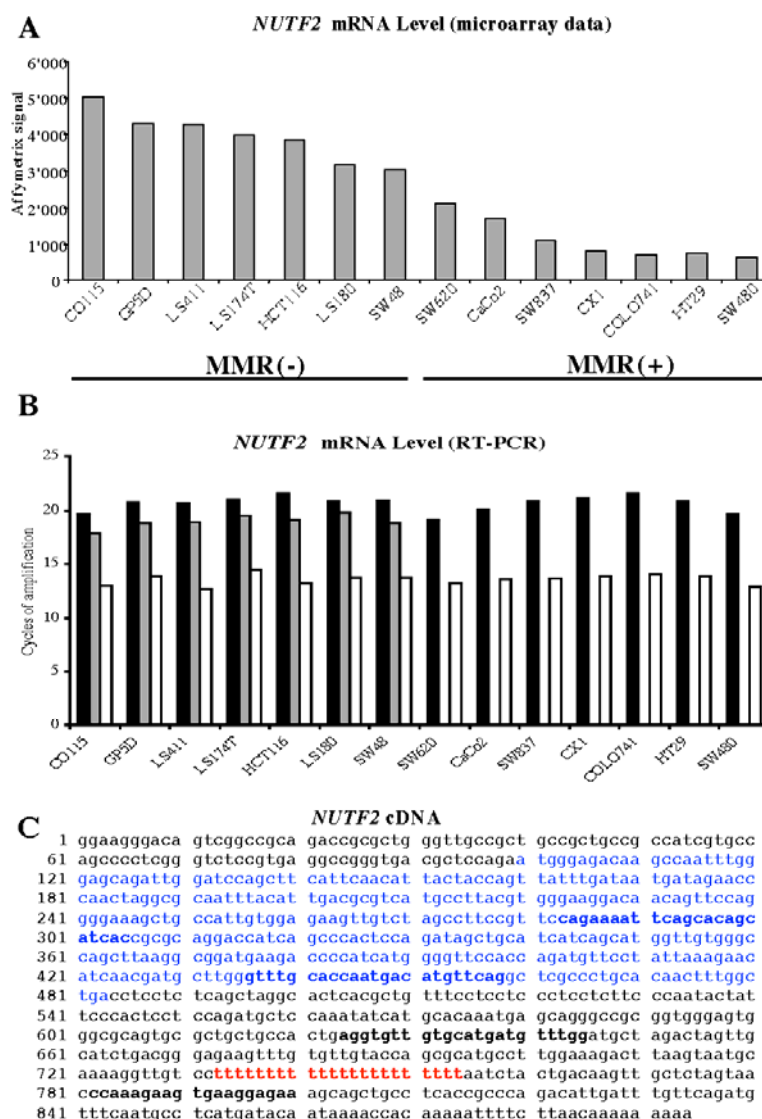 A
NUTF2 mRNA Level (microarray data)
Affymetrix signal
6'000
5'000
4'000
3'000
2'000
1'000
0
CO115 GP5D LS411 LS174T HCT116 LS180 SW48 SW620 CaCo2 SW837 CX1 COLO741 HT29 SW480
MMR(-) MMR(+)
B
NUTF2 mRNA Level (RT-PCR)
Cycles of amplification
25
20
15
10
5
0
CO115 GP5D LS411 LS174T HCT116 LS180 SW48 SW620 CaCo2 SW837 CX1 COLO741 HT29 SW480
C
NUTF2 cDNA
1 ggaagggaca gtcggccgca gaccgcgctg ggttgccgct gccgctgccg ccatcgtgcc
61 agcccctcgg gtctccgtga ggccgggtga cgctccagaa atgggagacaa gccaatttgg
121 gagcagattg gatccagctt cattcaacat tactaccagt tatttgataa tgatagaacc
181 caactaggcg caatttacat tgacgcgtca tgccttacgt gggaaggaca acagttccag
241 gggaaagctg ccattgtgga gaagttgtct agccttccgt tccagaaaat tcagcacagc
301 atcaccgcgc aggaccatca gcccactcca gatagctgca tcatcagcat ggttgtgggc
361 cagcttaagg cggatgaaga ccccatcatg gggttccacc agatgttcct attaaagaac
421 atcaacgatg cttgggtttg caccaatgac atgttcaggc tcgccctgca caactttggc
481 tgacctcctc tcagctaggc actcacgctg tttcctcctc cctcctcttc ccaatactat
541 tcccactcct ccagatgctc caaatatcat gcacaaatga gcagggccgc ggtgggagtg
601 ggcgcagtgc gctgctgcca ctgaggtgtt gtgcatgatg tttggatgct agactagttg
661 catctgacgg gagaagtttg tgttgtacca gcgcatgcct tggaaagact
721 aaaaggttgt cctttttttt tttttttttt ttttaatcta ctgacaagtt gctctagtaa
781 cccaaagaag tgaaggagaa agcagctgcc ctcaccgccc agacattgat tgttcagatg
841 tttcaatgcc tcatgataca ataaaaccac aaaaattttc ttaacaaaaa aaaa